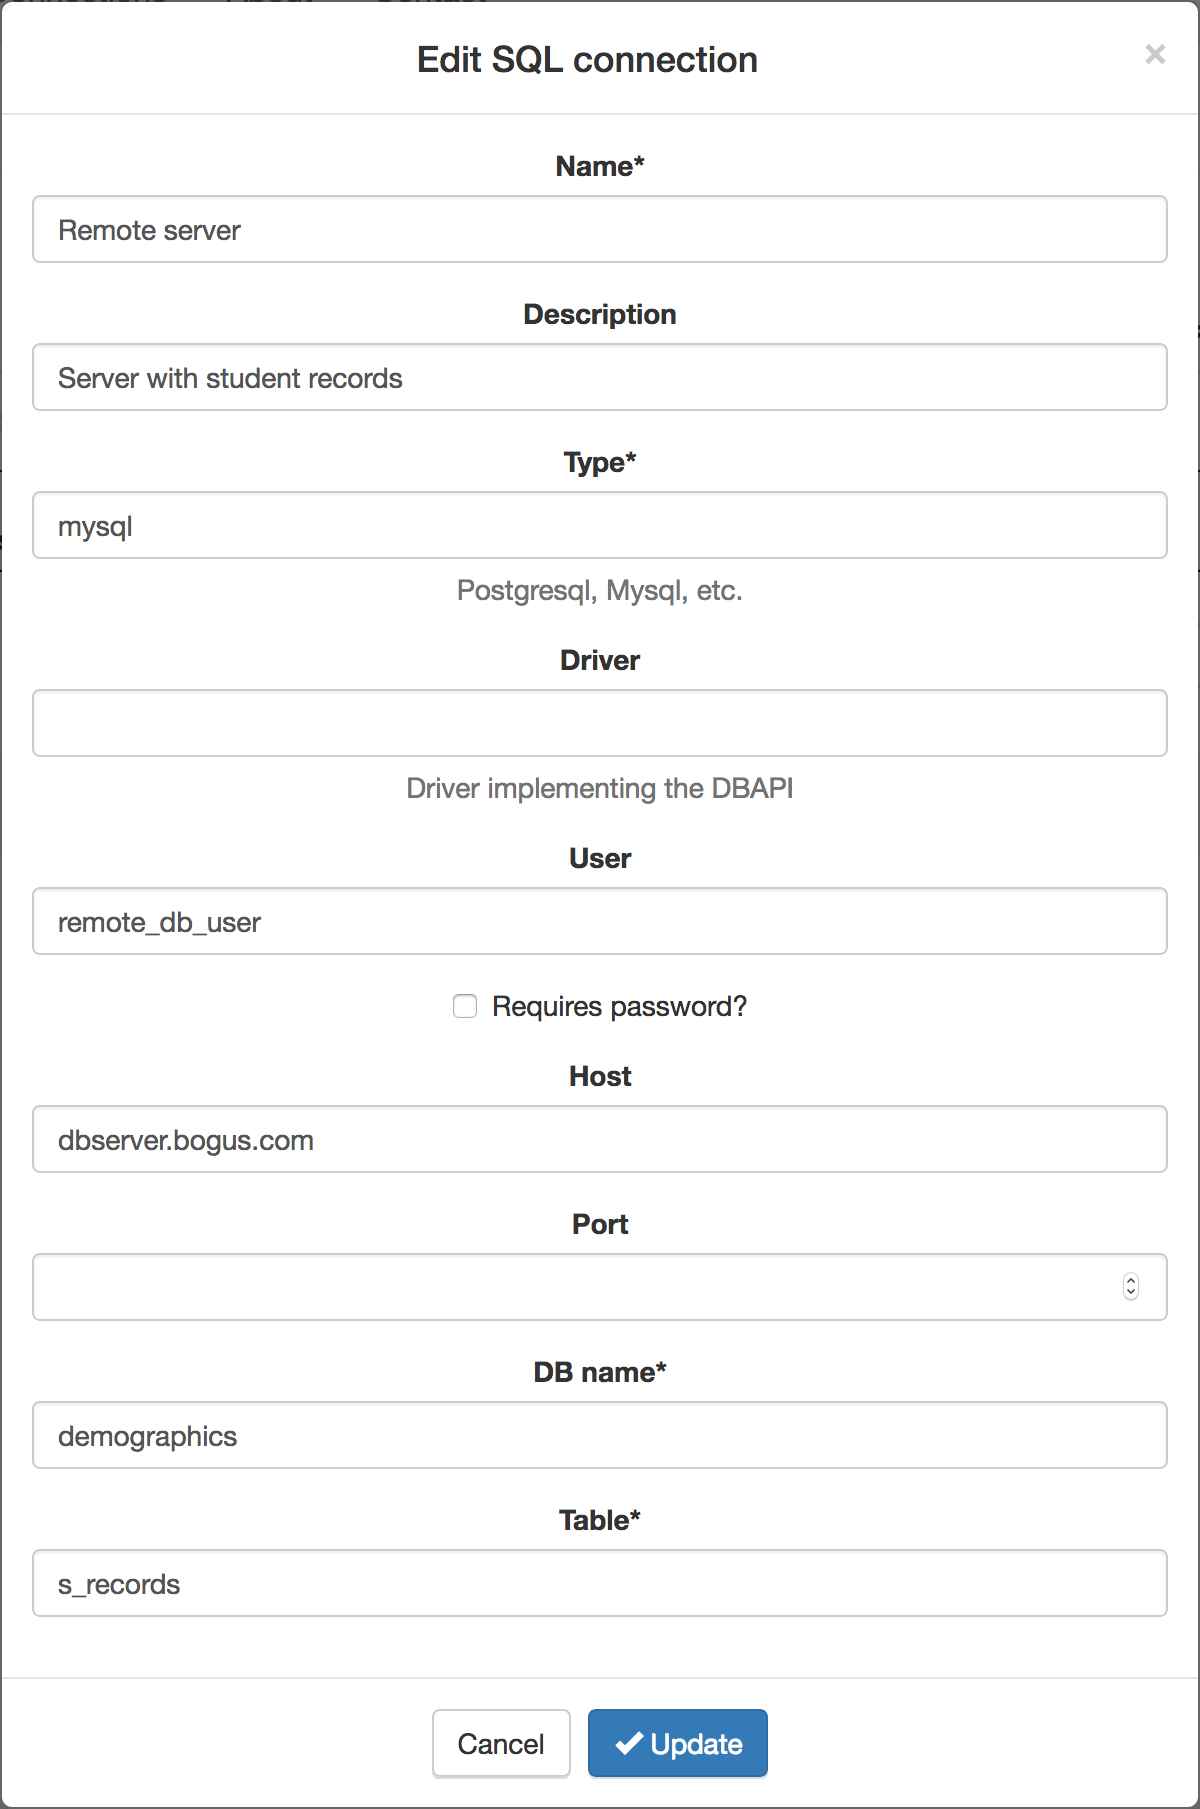 Edit SQL connection ×
Name*
Remote server
Description
Server with student records
Type*
mysql
Postgresql, Mysql, etc.
Driver
Driver implementing the DBAPI
User
remote_db_user
Requires password?
Host
dbserver.bogus.com
Port
DB name*
demographics
Table*
s_records
Cancel
Update